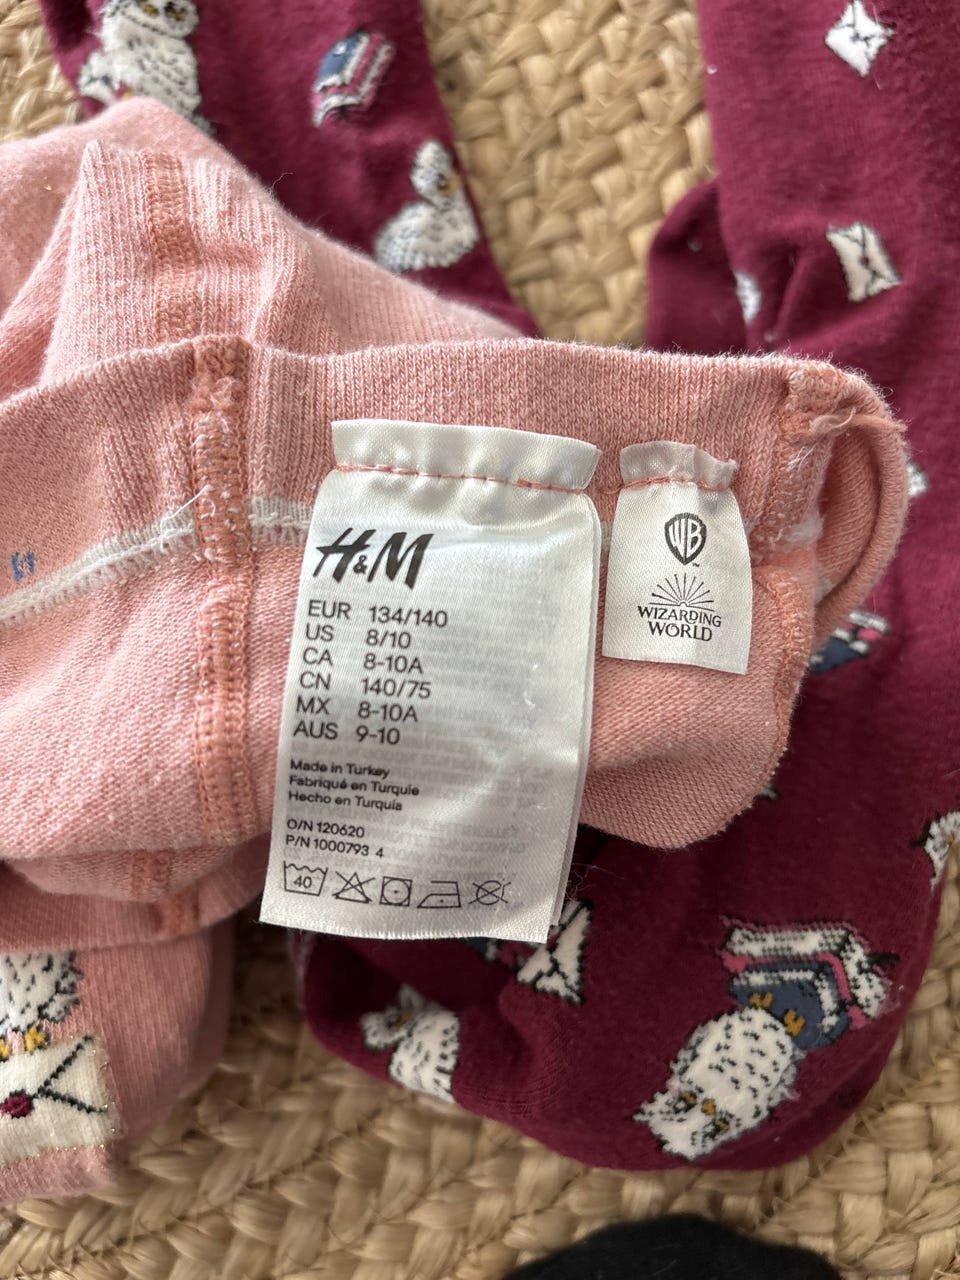 H&M
EUR 134/140
US 8/10
CA 8-10A
CN 140/75
MX 8-10A
AUS 9-10
Made in Turkey
Fabriqué en Turquie
Hecho en Turquía
O/N 120620
P/N 1000793 4
40
WB
™
WIZARDING
WORLD